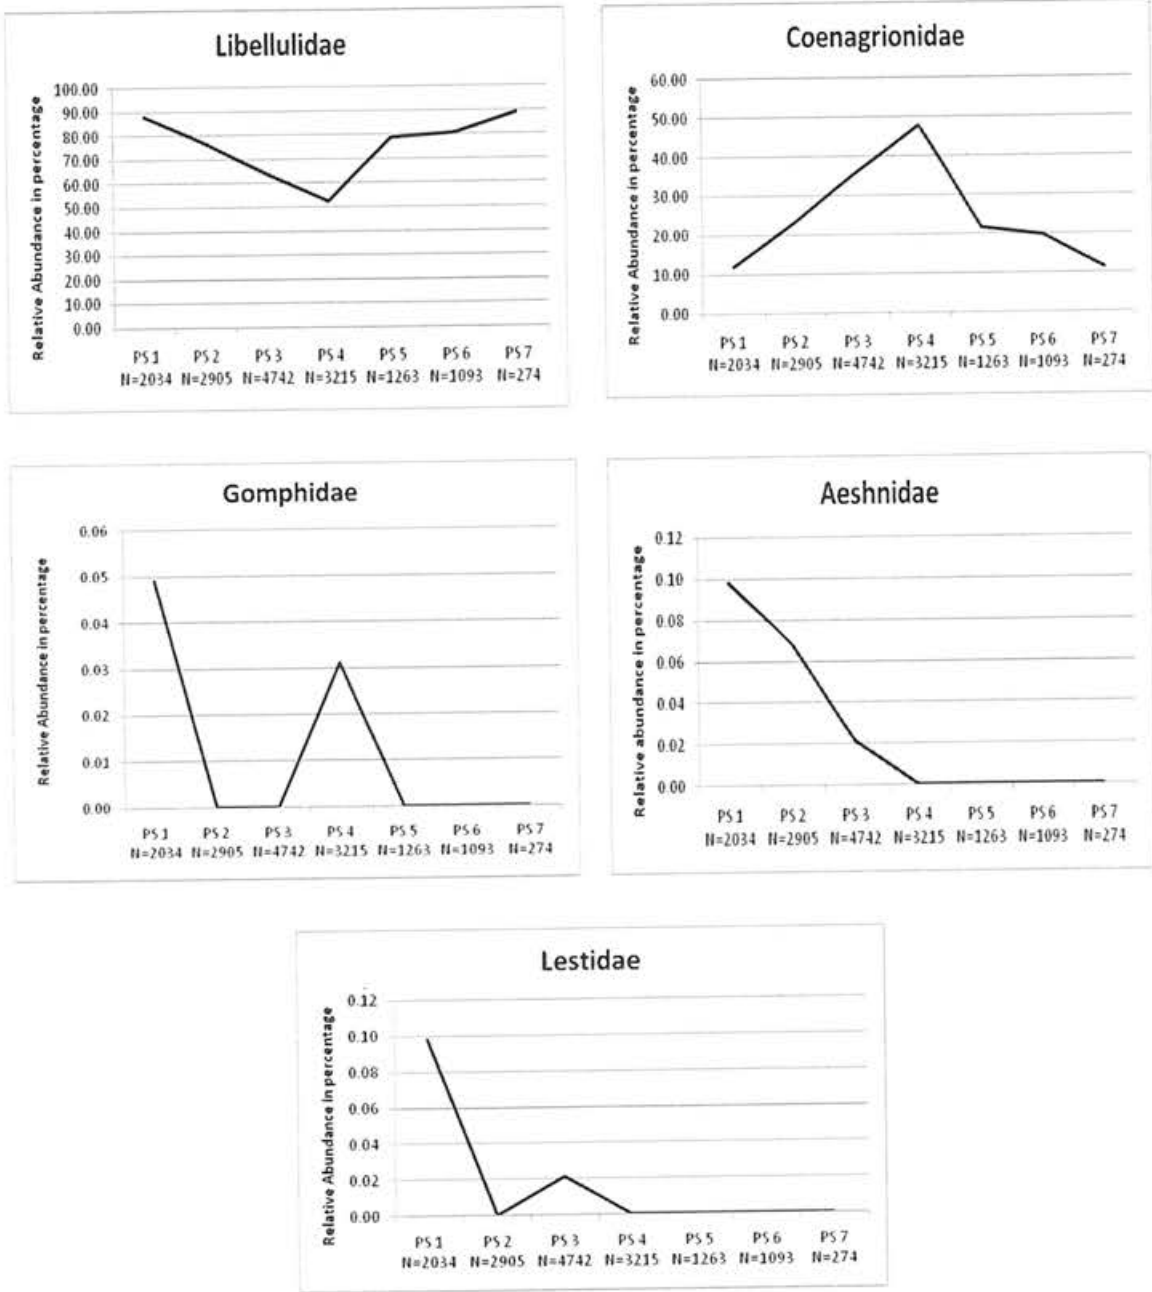 Libellulidae
Relative Abundance in percentage
100.00
90.00
80.00
70.00
60.00
50.00
40.00
30.00
20.00
10.00
0.00
PS 1 PS 2 PS 3 PS 4 PS 5 PS 6 PS 7
N=2034 N=2905 N=4742 N=3215 N=1263 N=1093 N=274
Coenagrionidae
Relative Abundance in percentage
60.00
50.00
40.00
30.00
20.00
10.00
0.00
PS 1 PS 2 PS 3 PS 4 PS 5 PS 6 PS 7
N=2034 N=2905 N=4742 N=3215 N=1263 N=1093 N=274
Gomphidae
Relative Abundance in percentage
0.06
0.05
0.04
0.03
0.02
0.01
0.00
PS 1 PS 2 PS 3 PS 4 PS 5 PS 6 PS 7
N=2034 N=2905 N=4742 N=3215 N=1263 N=1093 N=274
Aeshnidae
Relative abundance in percentage
0.12
0.10
0.08
0.06
0.04
0.02
0.00
PS 1 PS 2 PS 3 PS 4 PS 5 PS 6 PS 7
N=2034 N=2905 N=4742 N=3215 N=1263 N=1093 N=274
Lestidae
Relative Abundance in percentage
0.12
0.10
0.08
0.06
0.04
0.02
0.00
PS 1 PS 2 PS 3 PS 4 PS 5 PS 6 PS 7
N=2034 N=2905 N=4742 N=3215 N=1263 N=1093 N=274